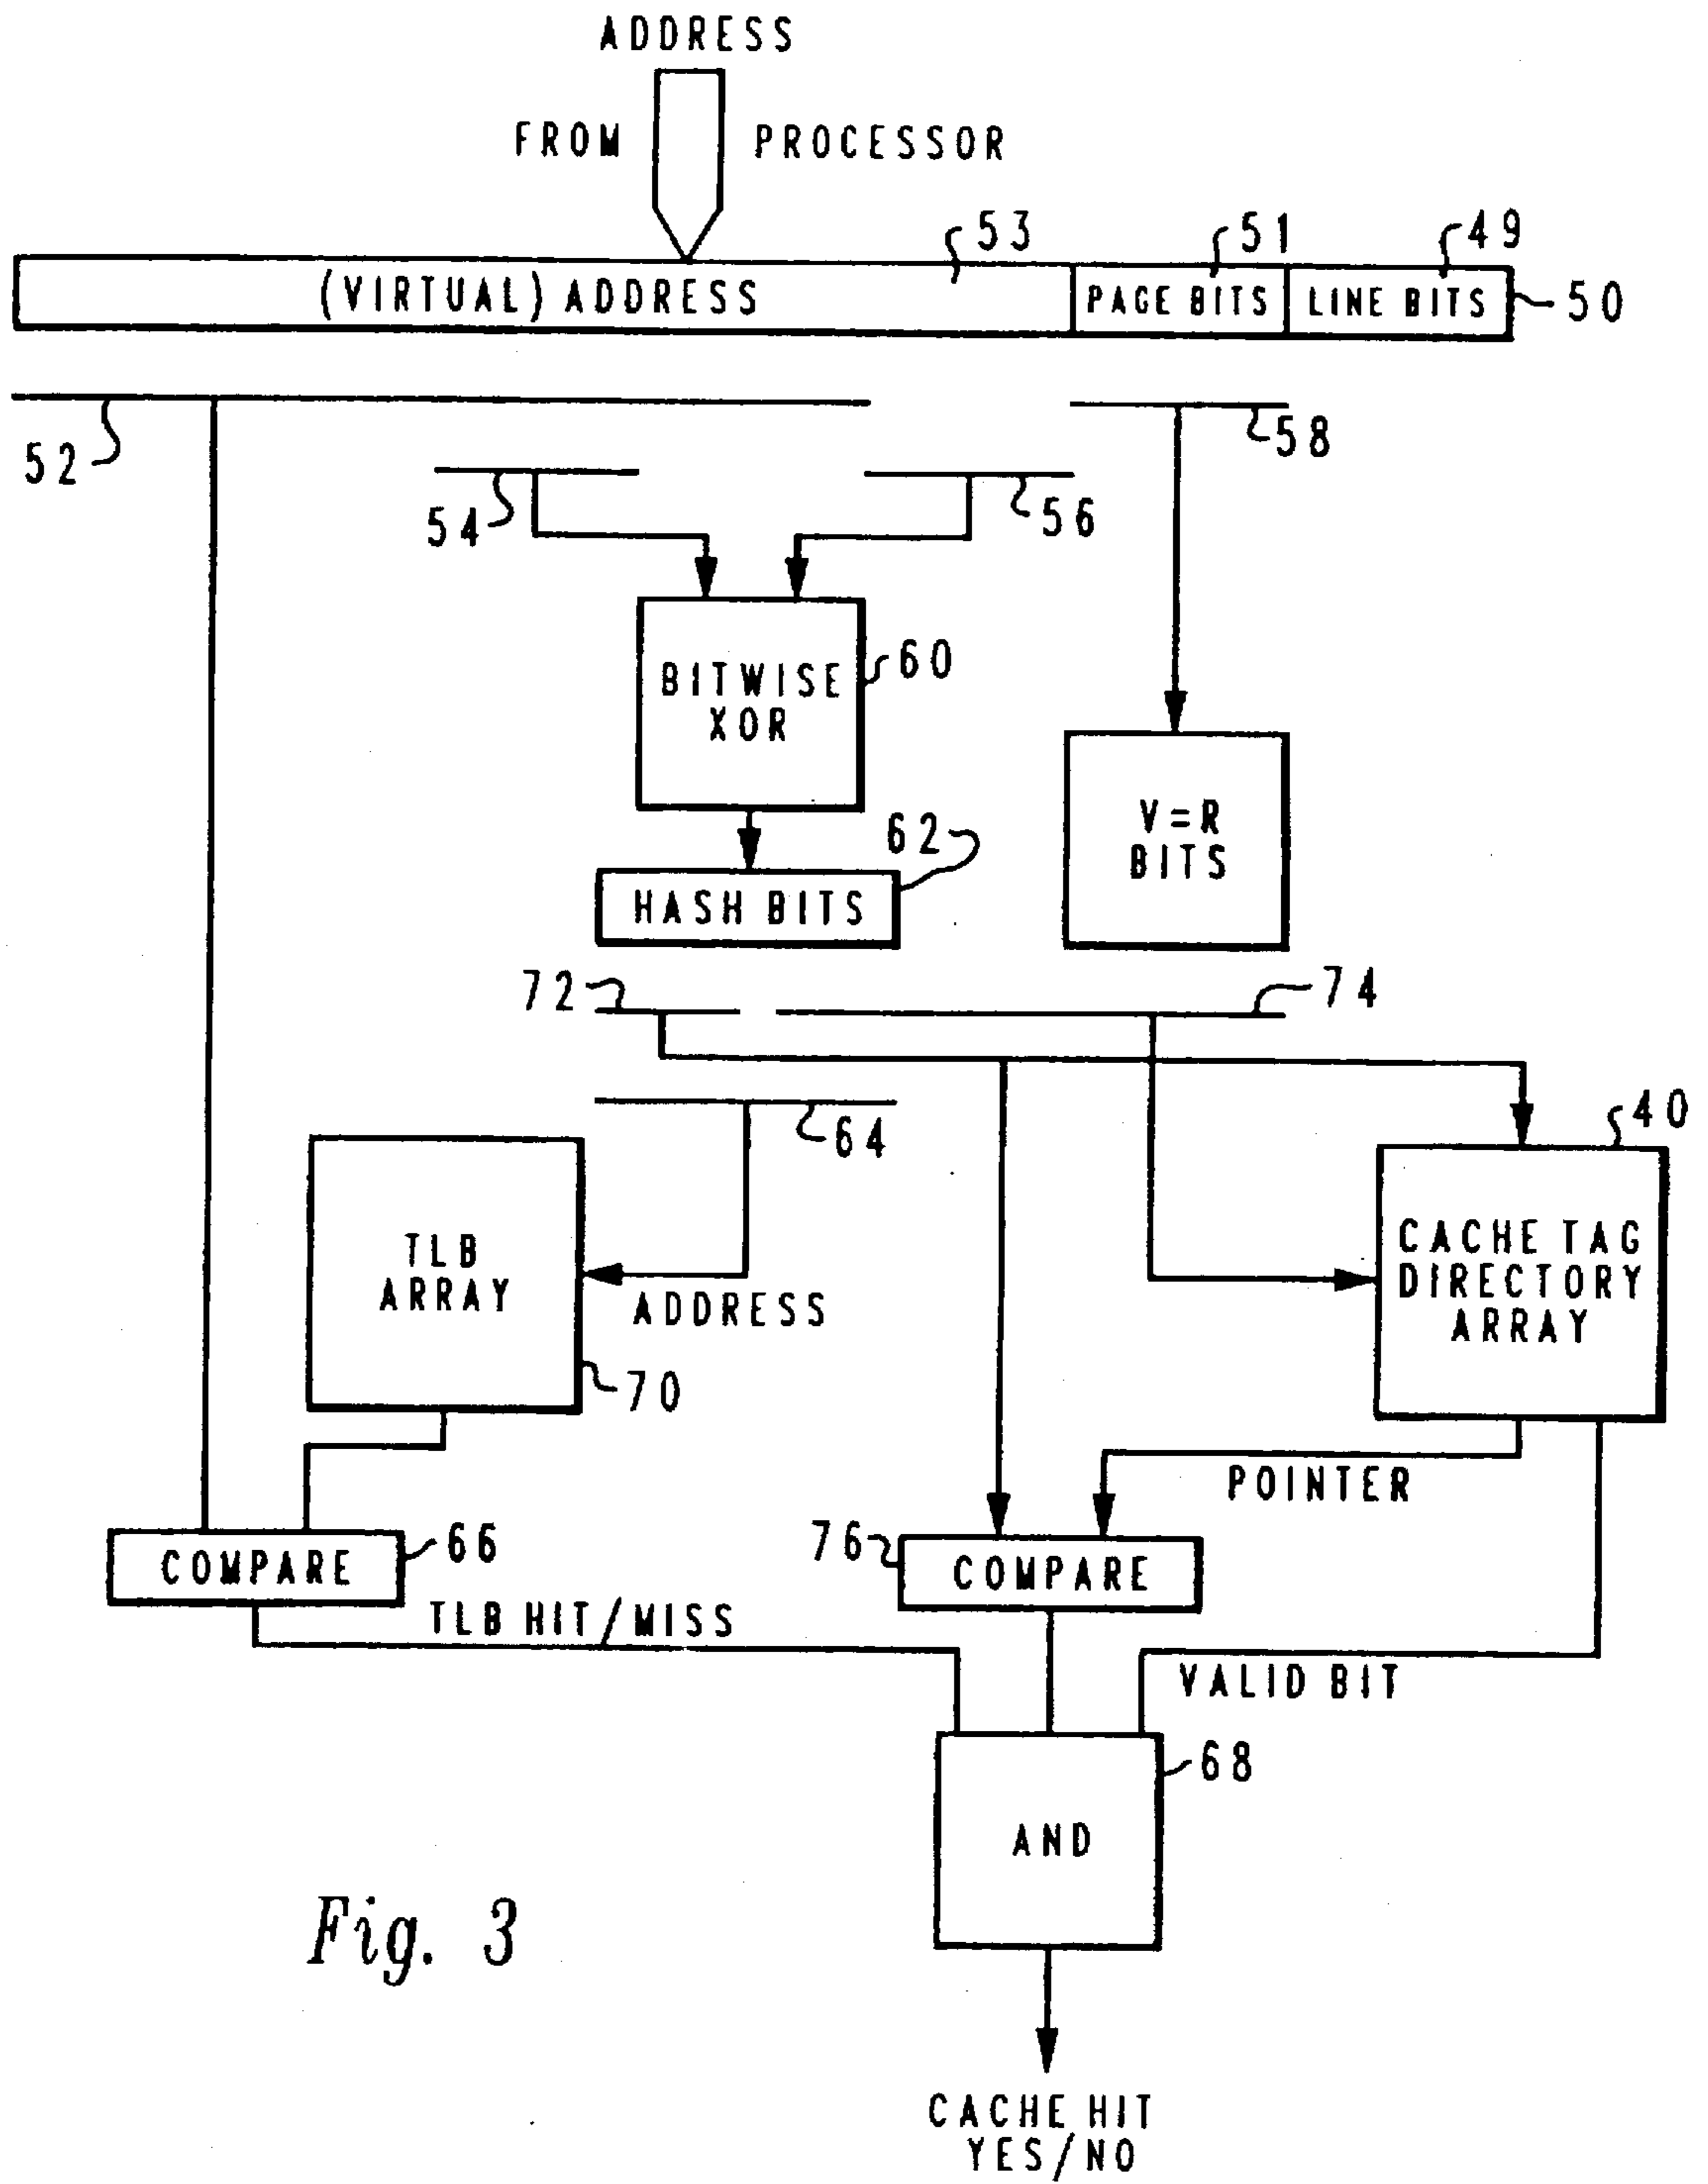 ADDRESS
FROM PROCESSOR
53 51 49
(VIRTUAL) ADDRESS PAGE BITS LINE BITS 50
52 58
54 56
BITWISE
XOR
60
V=R
BITS
62
HASH BITS
72 74
64
40
TLB
ARRAY
ADDRESS
70
CACHE TAG
DIRECTORY
ARRAY
POINTER
COMPARE 66
76 COMPARE
TLB HIT/MISS
VALID BIT
AND
68
Fig. 3
CACHE HIT
YES/NO